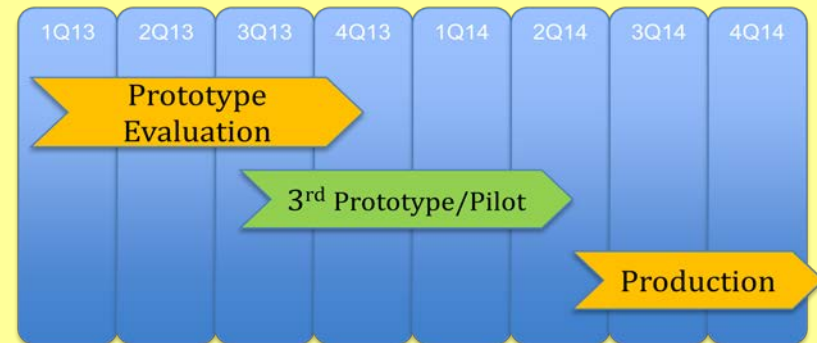 1Q13 2Q13 3Q13 4Q13 1Q14 2Q14 3Q14 4Q14
Prototype
Evaluation
3rd Prototype/Pilot
Production